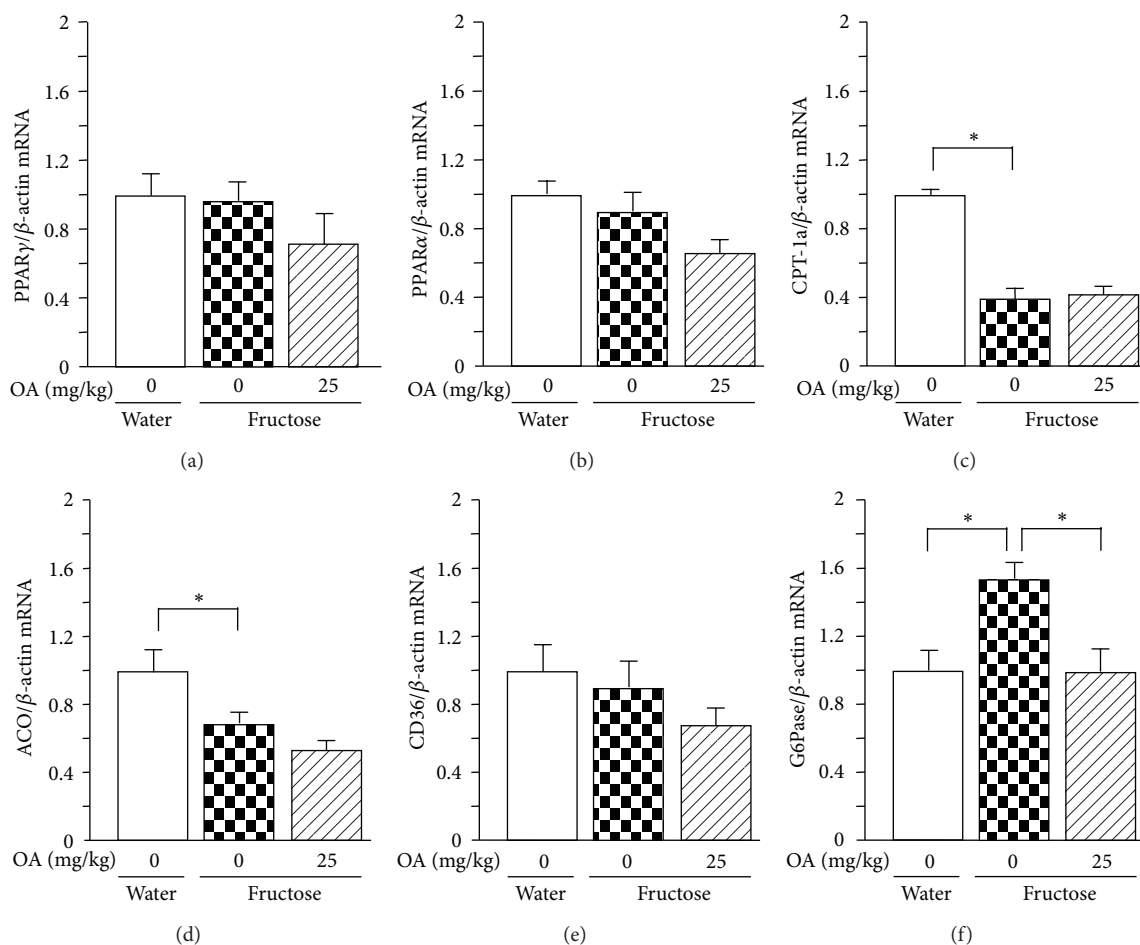 2
1.6
1.2
0.8
0.4
0
PPARγ/β-actin mRNA
OA (mg/kg) 0 0 25
Water Fructose
(a)
2
1.6
1.2
0.8
0.4
0
PPARα/β-actin mRNA
OA (mg/kg) 0 0 25
Water Fructose
(b)
2
1.6
1.2
0.8
0.4
0
CPT-1a/β-actin mRNA
*
OA (mg/kg) 0 0 25
Water Fructose
(c)
2
1.6
1.2
0.8
0.4
0
ACO/β-actin mRNA
*
OA (mg/kg) 0 0 25
Water Fructose
(d)
2
1.6
1.2
0.8
0.4
0
CD36/β-actin mRNA
OA (mg/kg) 0 0 25
Water Fructose
(e)
2
1.6
1.2
0.8
0.4
0
G6Pase/β-actin mRNA
* *
OA (mg/kg) 0 0 25
Water Fructose
(f)